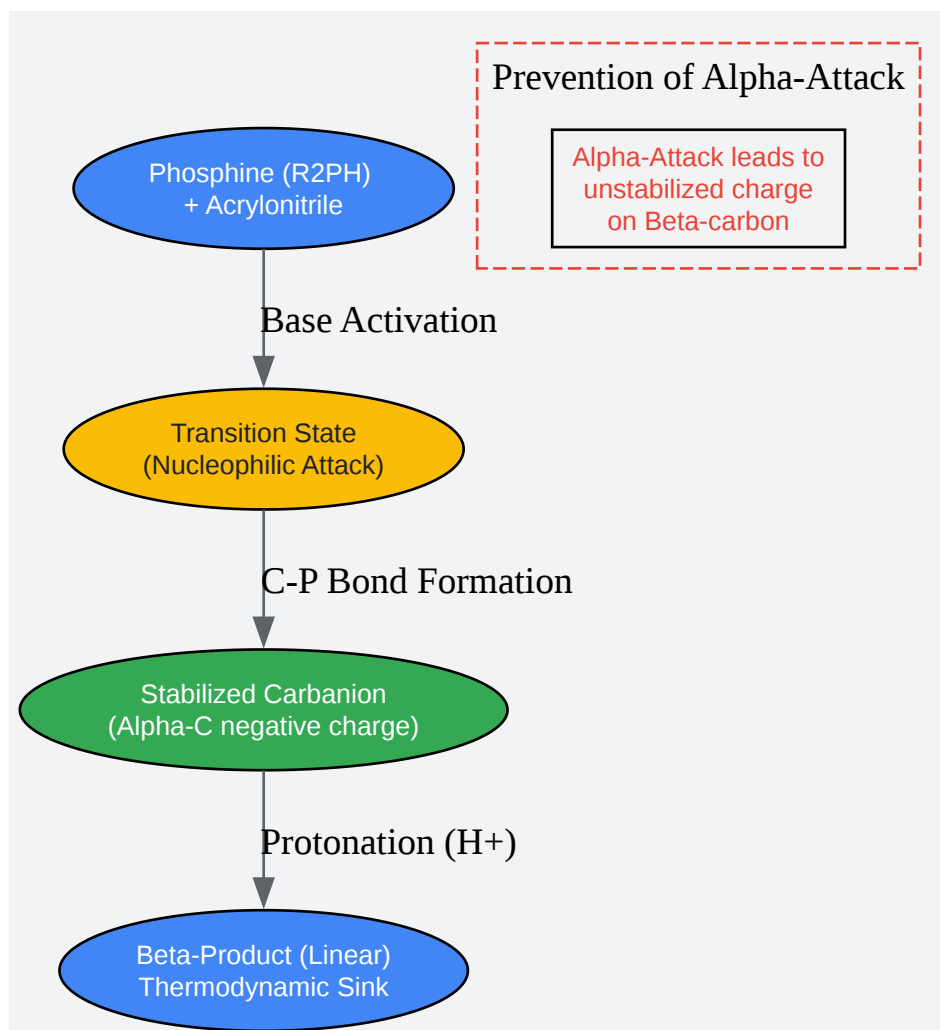 Prevention of Alpha-Attack
Alpha-Attack leads to
unstabilized charge
on Beta-carbon
Phosphine (R2PH)
+ Acrylonitrile
Base Activation
Transition State
(Nucleophilic Attack)
C-P Bond Formation
Stabilized Carbanion
(Alpha-C negative charge)
Protonation (H+)
Beta-Product (Linear)
Thermodynamic Sink